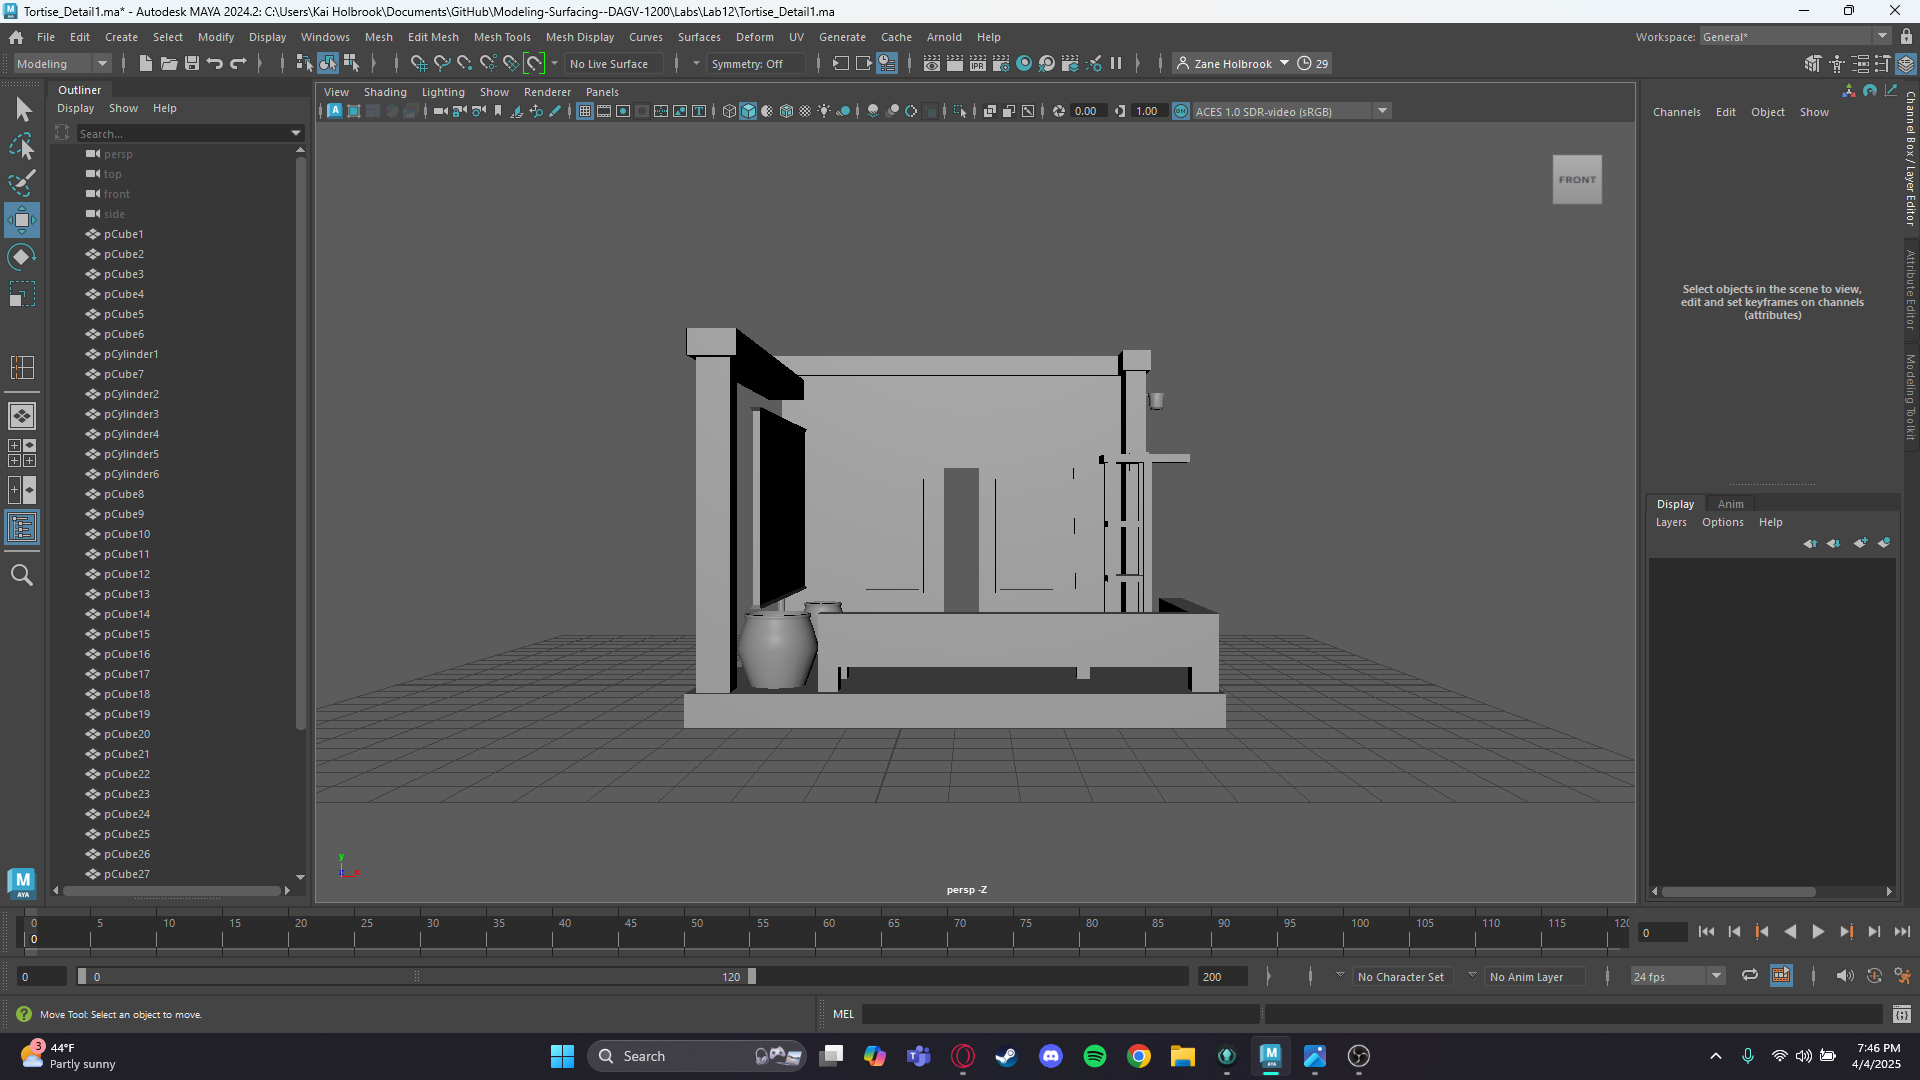 Tortise_Detail1.ma* - Autodesk MAYA 2024.2: C:\Users\Kai Holbrook\Documents\GitHub\Modeling-Surfacing--DAGV-1200\Labs\Lab12\Tortise_Detail1.ma
File Edit Create Select Modify Display Windows Mesh Edit Mesh Mesh Tools Mesh Display Curves Surfaces Deform UV Generate Cache Arnold Help
Workspace: General*
Modeling
No Live Surface
Symmetry: Off
Zane Holbrook
29
Outliner
Display Show Help
Search...
persp
top
front
side
pCube1
pCube2
pCube3
pCube4
pCube5
pCube6
pCylinder1
pCube7
pCylinder2
pCylinder3
pCylinder4
pCylinder5
pCylinder6
pCube8
pCube9
pCube10
pCube11
pCube12
pCube13
pCube14
pCube15
pCube16
pCube17
pCube18
pCube19
pCube20
pCube21
pCube22
pCube23
pCube24
pCube25
pCube26
pCube27
View Shading Lighting Show Renderer Panels
0.00
1.00
ACES 1.0 SDR-video (sRGB)
FRONT
y
persp -Z
Channels Edit Object Show
Select objects in the scene to view,
edit and set keyframes on channels
(attributes)
Channel Box / Layer Editor
Attribute Editor
Modeling Toolkit
Display Anim
Layers Options Help
M
AYA
0 5 10 15 20 25 30 35 40 45 50 55 60 65 70 75 80 85 90 95 100 105 110 115 120
0
0
0
0
120
200
No Character Set
No Anim Layer
24 fps
Move Tool: Select an object to move.
MEL
3
44°F
Partly sunny
Search
7:46 PM
4/4/2025